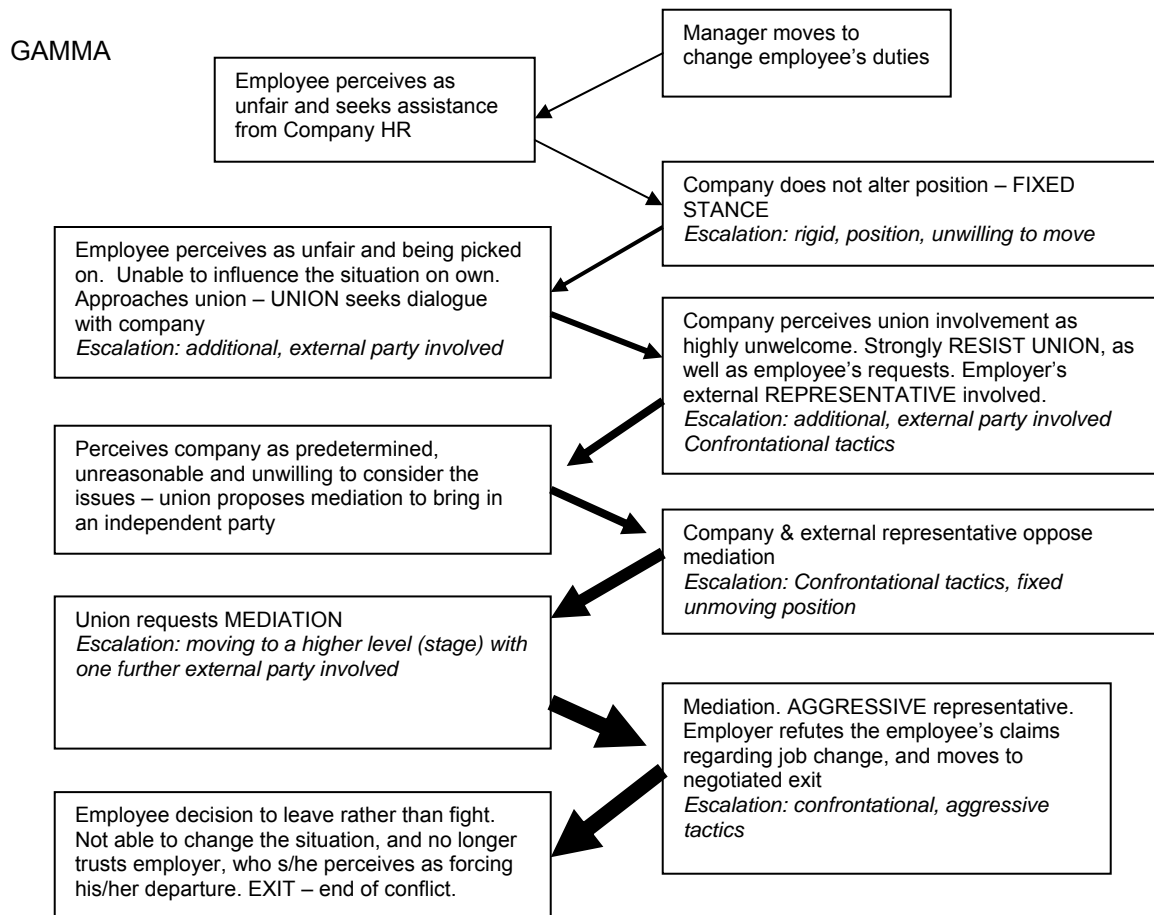 GAMMA
Manager moves to
change employee's duties
Employee perceives as
unfair and seeks assistance
from Company HR
Company does not alter position – FIXED
STANCE
Escalation: rigid, position, unwilling to move
Employee perceives as unfair and being picked
on.  Unable to influence the situation on own.
Approaches union – UNION seeks dialogue
with company
Escalation: additional, external party involved
Company perceives union involvement as
highly unwelcome. Strongly RESIST UNION, as
well as employee's requests. Employer's
external REPRESENTATIVE involved.
Escalation: additional, external party involved
Confrontational tactics
Perceives company as predetermined,
unreasonable and unwilling to consider the
issues – union proposes mediation to bring in
an independent party
Company & external representative oppose
mediation
Escalation: Confrontational tactics, fixed
unmoving position
Union requests MEDIATION
Escalation: moving to a higher level (stage) with
one further external party involved
Mediation. AGGRESSIVE representative.
Employer refutes the employee's claims
regarding job change, and moves to
negotiated exit
Escalation: confrontational, aggressive
tactics
Employee decision to leave rather than fight.
Not able to change the situation, and no longer
trusts employer, who s/he perceives as forcing
his/her departure. EXIT – end of conflict.